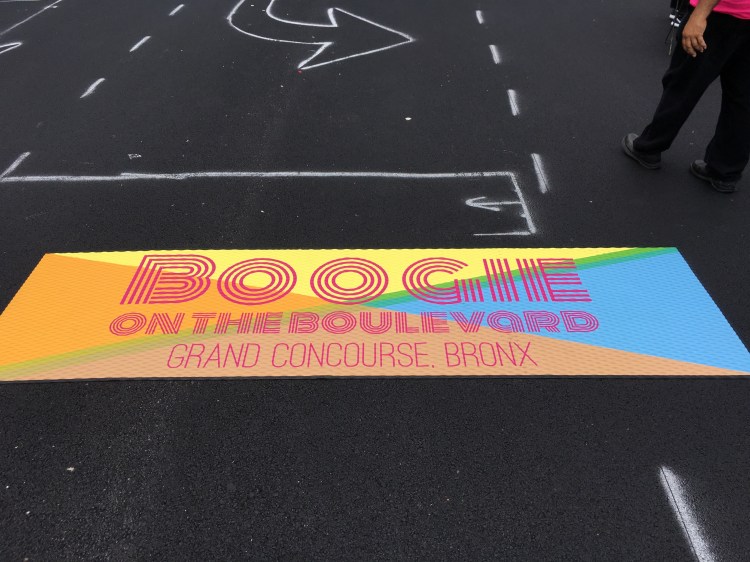 BOOGIE
ON THE BOULEVARD
GRAND CONCOURSE, BRONX